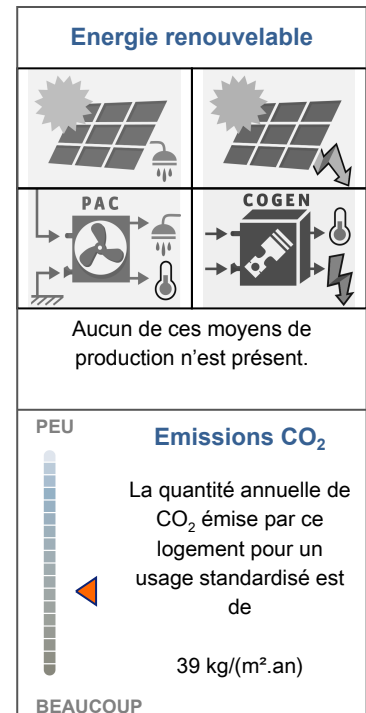 Energie renouvelable
PAC
COGEN
Aucun de ces moyens de
production n'est présent.
PEU
Emissions CO₂
La quantité annuelle de
CO₂ émise par ce
logement pour un
usage standardisé est
de
39 kg/(m².an)
BEAUCOUP